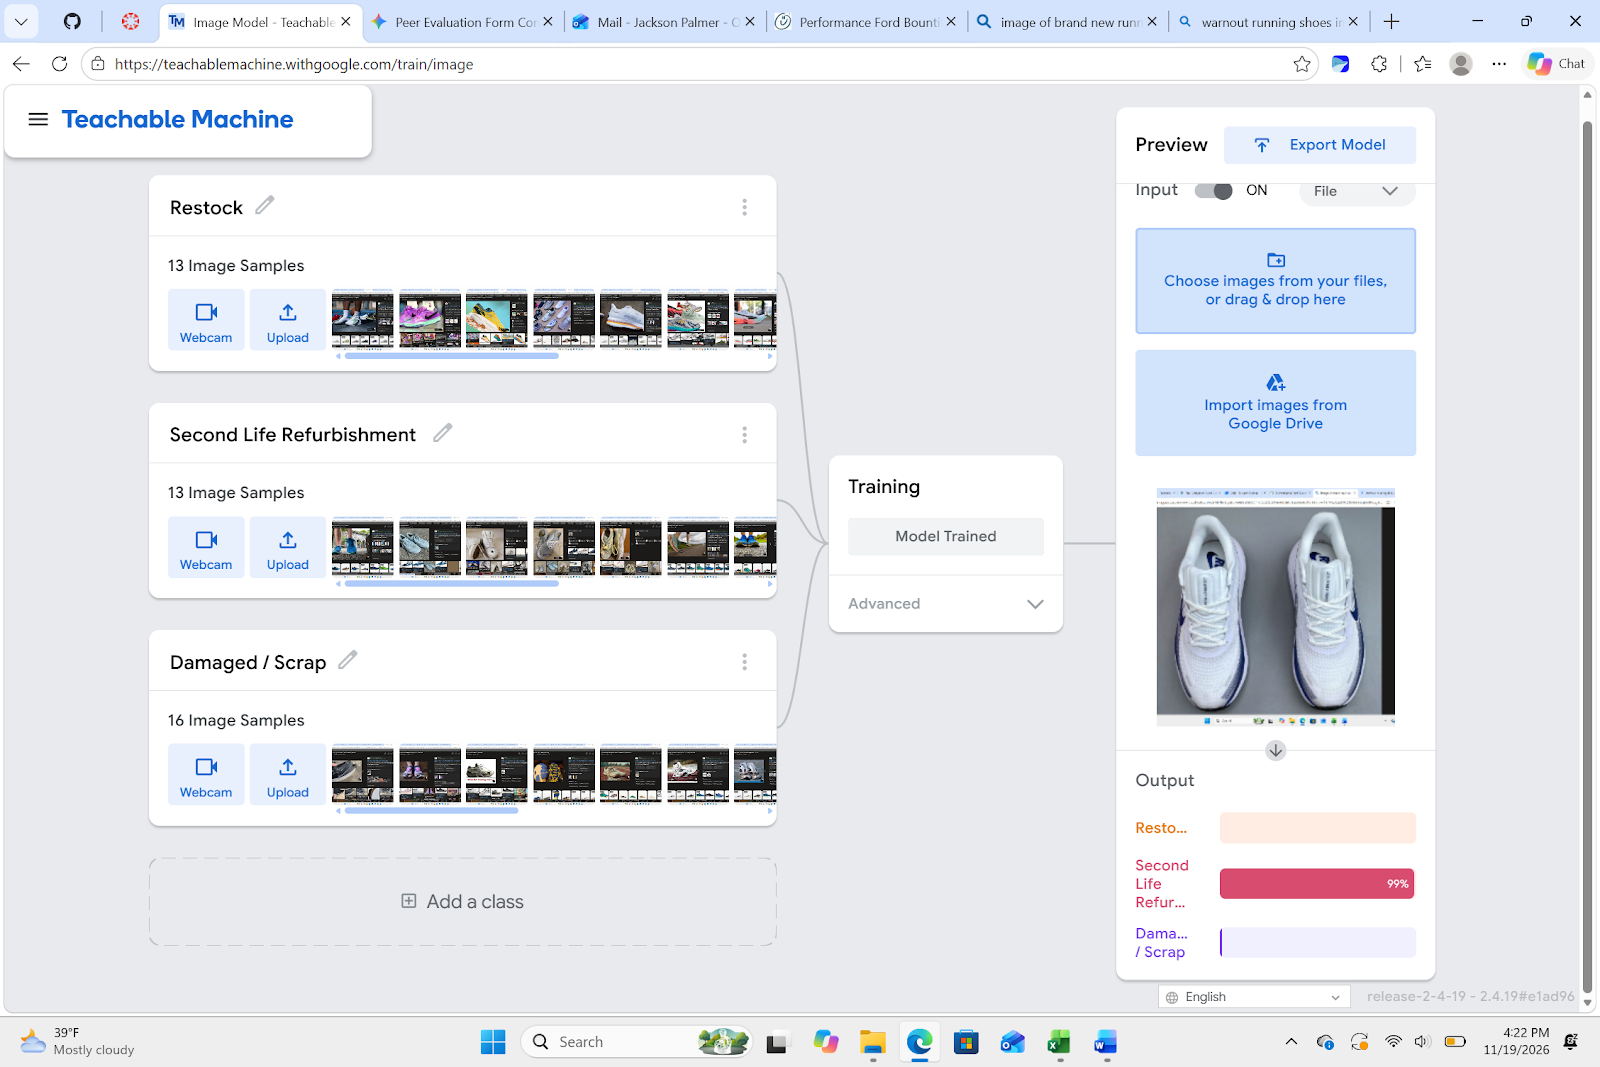 Image Model - Teachable
Peer Evaluation Form Cor
Mail - Jackson Palmer - O
Performance Ford Bounti
image of brand new runn
warnout running shoes in
https://teachablemachine.withgoogle.com/train/image
Chat
Teachable Machine
Restock
13 Image Samples
Webcam
Upload
Second Life Refurbishment
13 Image Samples
Webcam
Upload
Damaged / Scrap
16 Image Samples
Webcam
Upload
Add a class
Training
Model Trained
Advanced
Preview
Export Model
Input
ON
File
Choose images from your files,
or drag & drop here
Import images from
Google Drive
Output
Resto...
Second
Life
Refur...
99%
Dama...
/ Scrap
English
release-2-4-19 - 2.4.19#e1ad96
39°F
Mostly cloudy
Search
4:22 PM
11/19/2026